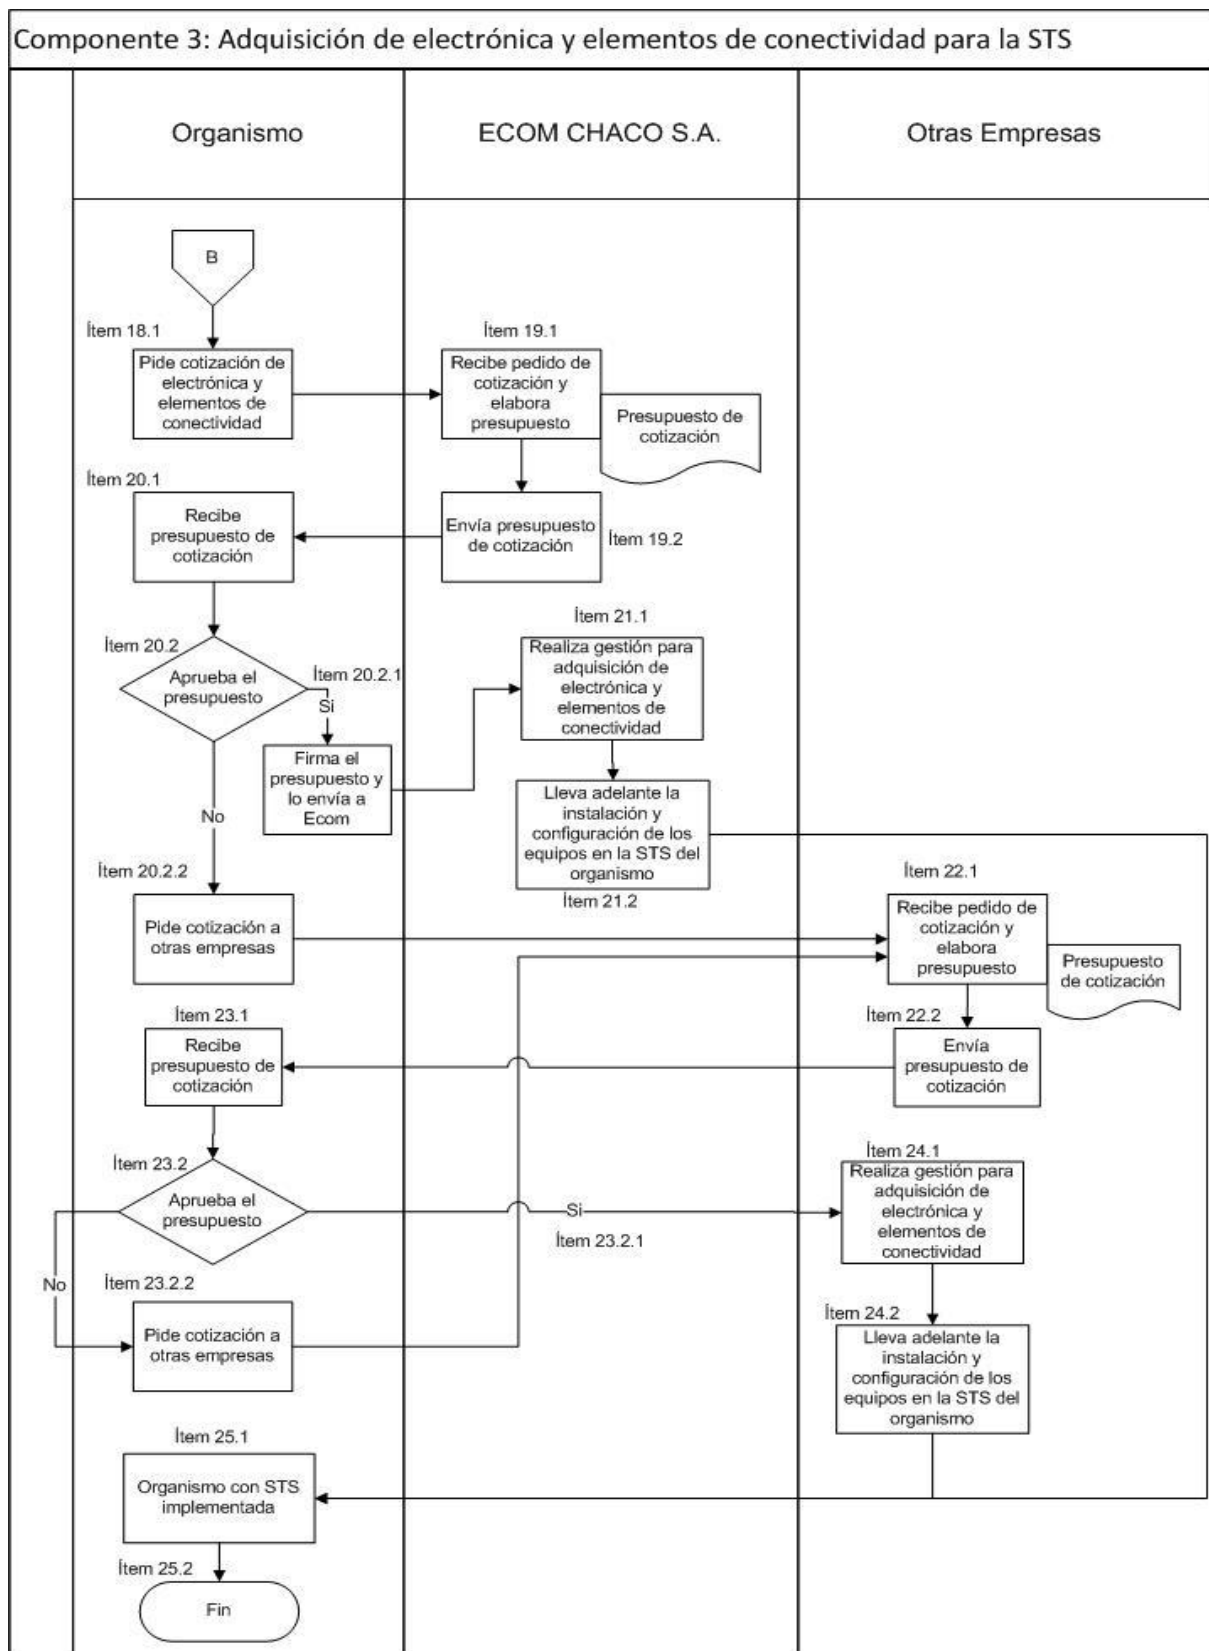 Componente 3: Adquisición de electrónica y elementos de conectividad para la STS
Organismo
ECOM CHACO S.A.
Otras Empresas
B
Ítem 18.1
Pide cotización de
electrónica y
elementos de
conectividad
Ítem 19.1
Recibe pedido de
cotización y
elabora
presupuesto
Presupuesto de
cotización
Ítem 20.1
Recibe
presupuesto de
cotización
Envía presupuesto
de cotización
Ítem 19.2
Ítem 20.2
Aprueba el
presupuesto
Ítem 20.2.1
Si
Firma el
presupuesto y
lo envía a
Ecom
Ítem 21.1
Realiza gestión para
adquisición de
electrónica y
elementos de
conectividad
Lleva adelante la
instalación y
configuración de los
equipos en la STS del
organismo
Ítem 21.2
No
Ítem 20.2.2
Pide cotización a
otras empresas
Ítem 22.1
Recibe pedido de
cotización y
elabora
presupuesto
Presupuesto
de cotización
Ítem 22.2
Envía
presupuesto de
cotización
Ítem 23.1
Recibe
presupuesto de
cotización
Ítem 23.2
Aprueba el
presupuesto
Si
Ítem 23.2.1
Ítem 24.1
Realiza gestión para
adquisición de
electrónica y
elementos de
conectividad
No
Ítem 23.2.2
Pide cotización a
otras empresas
Ítem 24.2
Lleva adelante la
instalación y
configuración de los
equipos en la STS del
organismo
Ítem 25.1
Organismo con STS
implementada
Ítem 25.2
Fin